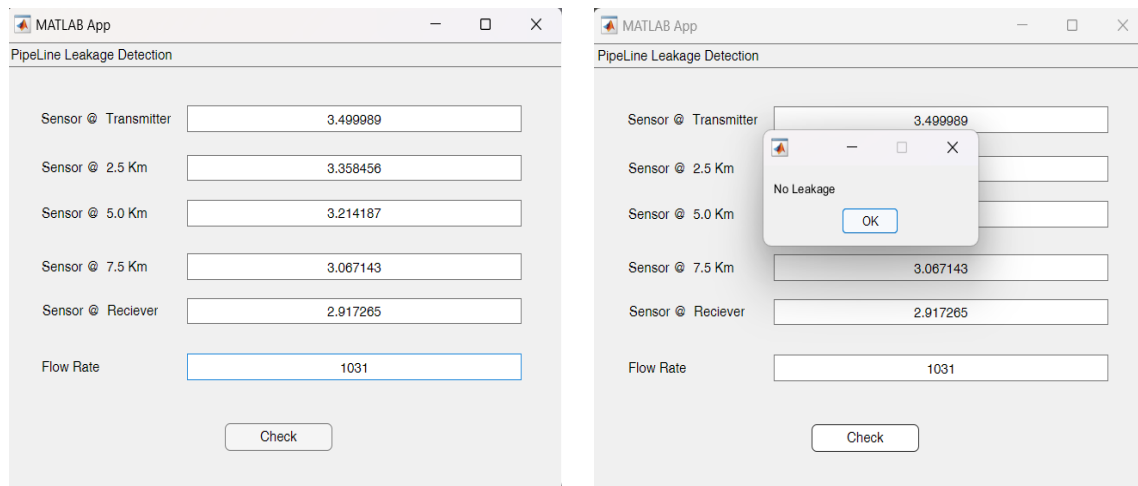 MATLAB App
PipeLine Leakage Detection
Sensor @ Transmitter 3.499989
Sensor @ 2.5 Km 3.358456
Sensor @ 5.0 Km 3.214187
Sensor @ 7.5 Km 3.067143
Sensor @ Reciever 2.917265
Flow Rate 1031
Check
MATLAB App
PipeLine Leakage Detection
Sensor @ Transmitter 3.499989
Sensor @ 2.5 Km
No Leakage
Sensor @ 5.0 Km
OK
Sensor @ 7.5 Km 3.067143
Sensor @ Reciever 2.917265
Flow Rate 1031
Check